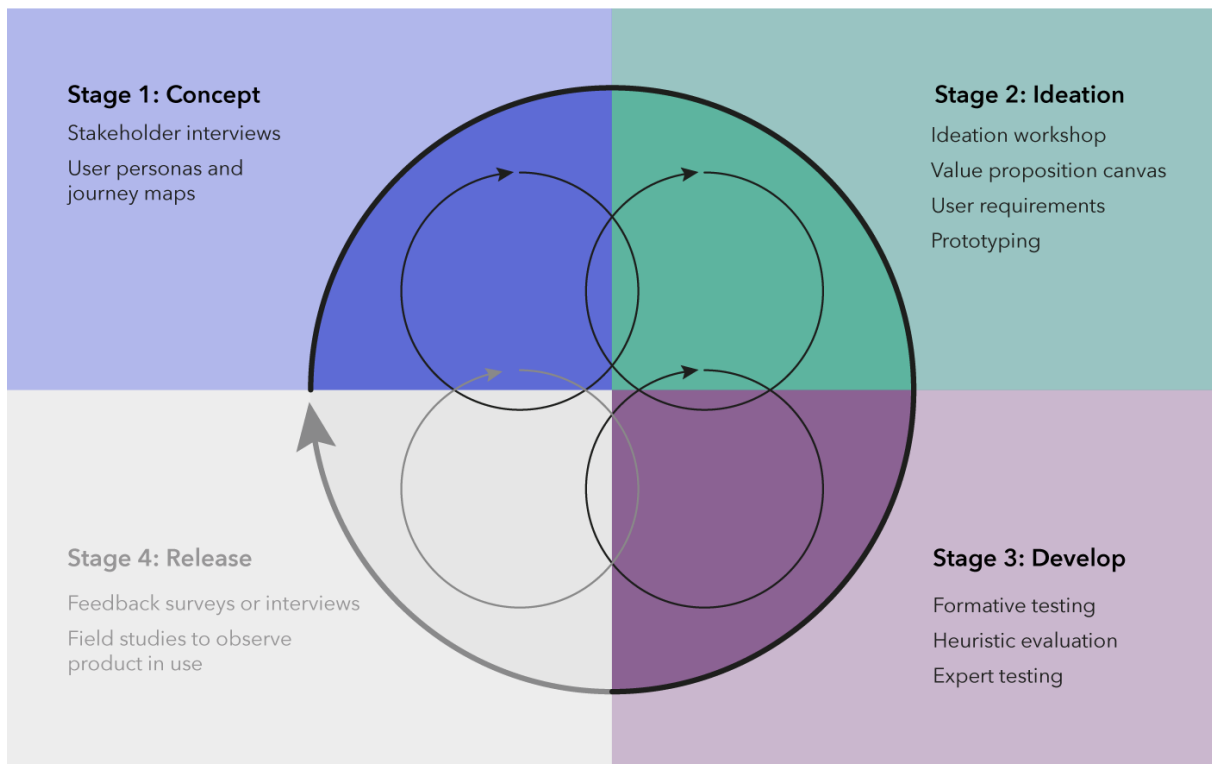 Stage 1: Concept
Stakeholder interviews
User personas and
journey maps
Stage 2: Ideation
Ideation workshop
Value proposition canvas
User requirements
Prototyping
Stage 4: Release
Feedback surveys or interviews
Field studies to observe
product in use
Stage 3: Develop
Formative testing
Heuristic evaluation
Expert testing